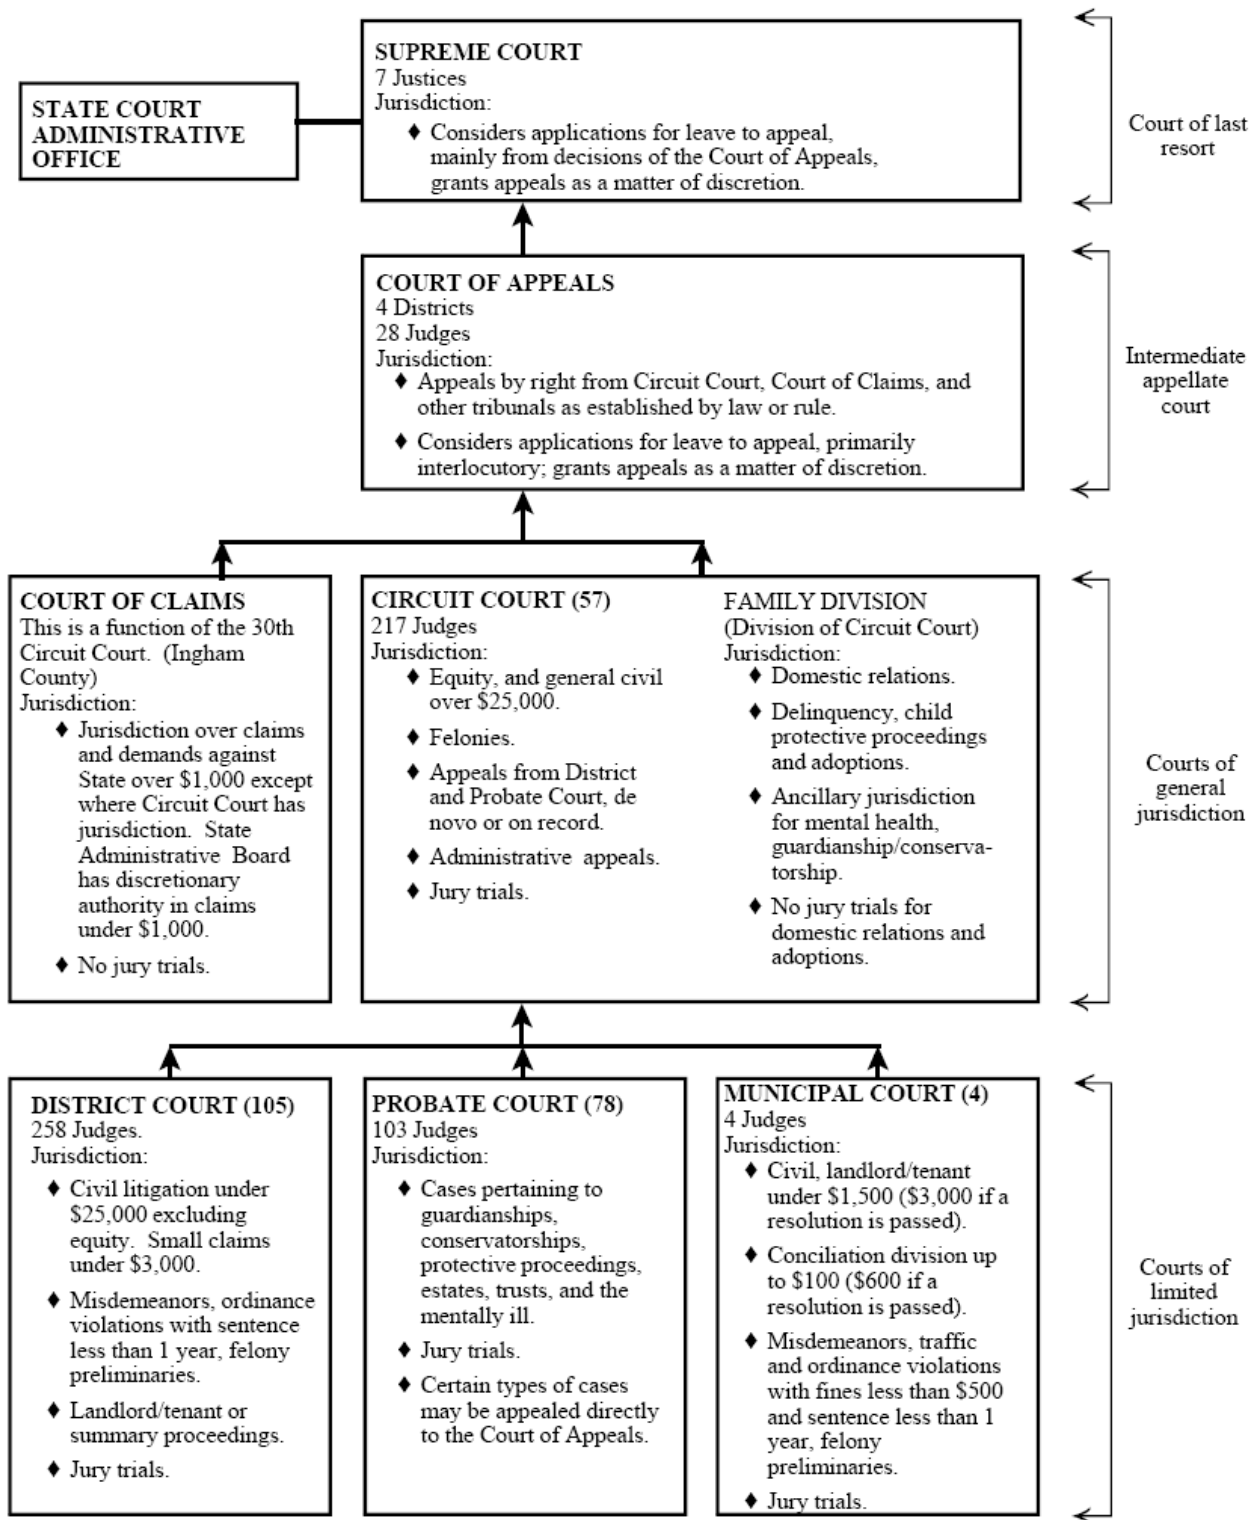 SUPREME COURT
7 Justices
Jurisdiction:
♦ Considers applications for leave to appeal,
mainly from decisions of the Court of Appeals,
grants appeals as a matter of discretion.
STATE COURT
ADMINISTRATIVE
OFFICE
Court of last
resort
COURT OF APPEALS
4 Districts
28 Judges
Jurisdiction:
♦ Appeals by right from Circuit Court, Court of Claims, and
other tribunals as established by law or rule.
♦ Considers applications for leave to appeal, primarily
interlocutory; grants appeals as a matter of discretion.
Intermediate
appellate
court
COURT OF CLAIMS
This is a function of the 30th
Circuit Court. (Ingham
County)
Jurisdiction:
♦ Jurisdiction over claims
and demands against
State over $1,000 except
where Circuit Court has
jurisdiction. State
Administrative Board
has discretionary
authority in claims
under $1,000.
♦ No jury trials.
CIRCUIT COURT (57)
217 Judges
Jurisdiction:
♦ Equity, and general civil
over $25,000.
♦ Felonies.
♦ Appeals from District
and Probate Court, de
novo or on record.
♦ Administrative appeals.
♦ Jury trials.
FAMILY DIVISION
(Division of Circuit Court)
Jurisdiction:
♦ Domestic relations.
♦ Delinquency, child
protective proceedings
and adoptions.
♦ Ancillary jurisdiction
for mental health,
guardianship/conserva-
torship.
♦ No jury trials for
domestic relations and
adoptions.
Courts of
general
jurisdiction
DISTRICT COURT (105)
258 Judges.
Jurisdiction:
♦ Civil litigation under
$25,000 excluding
equity. Small claims
under $3,000.
♦ Misdemeanors, ordinance
violations with sentence
less than 1 year, felony
preliminaries.
♦ Landlord/tenant or
summary proceedings.
♦ Jury trials.
PROBATE COURT (78)
103 Judges
Jurisdiction:
♦ Cases pertaining to
guardianships,
conservatorships,
protective proceedings,
estates, trusts, and the
mentally ill.
♦ Jury trials.
♦ Certain types of cases
may be appealed directly
to the Court of Appeals.
MUNICIPAL COURT (4)
4 Judges
Jurisdiction:
♦ Civil, landlord/tenant
under $1,500 ($3,000 if a
resolution is passed).
♦ Conciliation division up
to $100 ($600 if a
resolution is passed).
♦ Misdemeanors, traffic
and ordinance violations
with fines less than $500
and sentence less than 1
year, felony
preliminaries.
♦ Jury trials.
Courts of
limited
jurisdiction